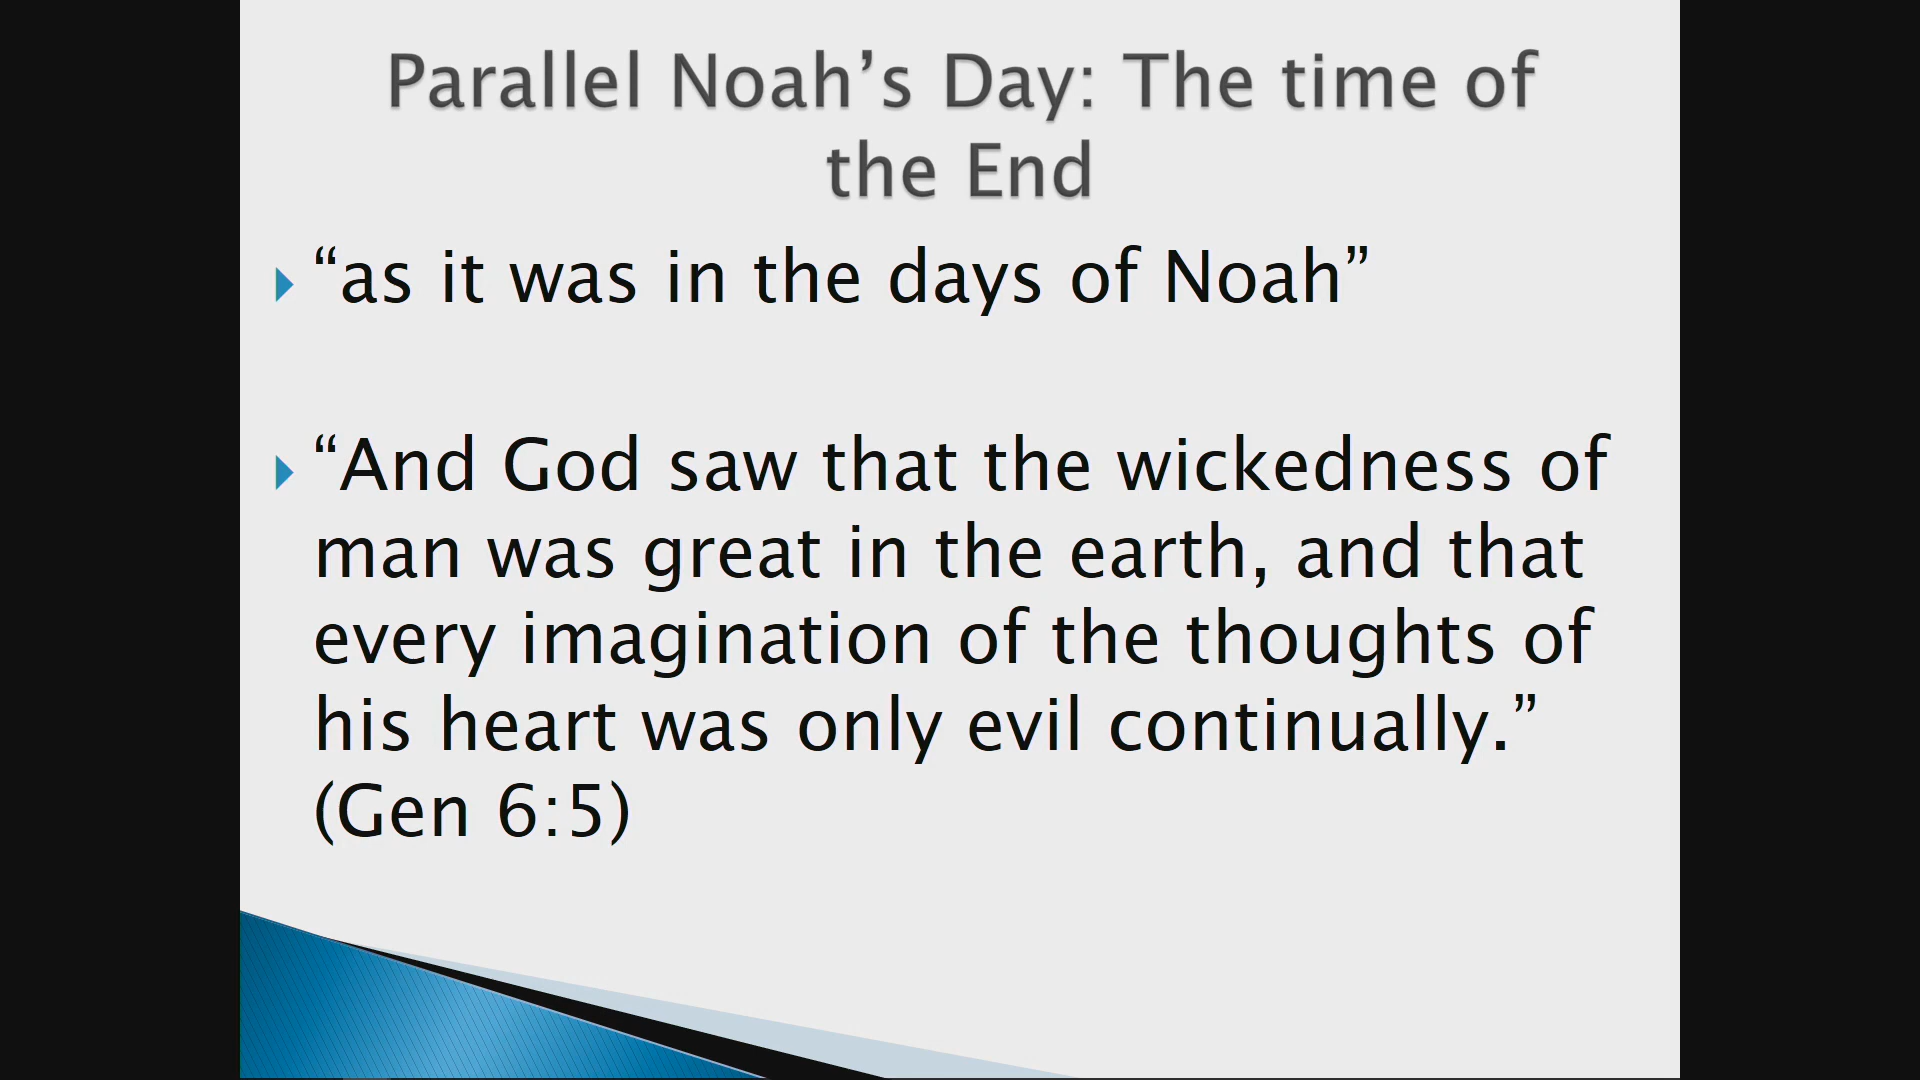 Parallel Noah’s Day: The time of
the End
“as it was in the days of Noah”
“And God saw that the wickedness of
man was great in the earth, and that
every imagination of the thoughts of
his heart was only evil continually.”
(Gen 6:5)